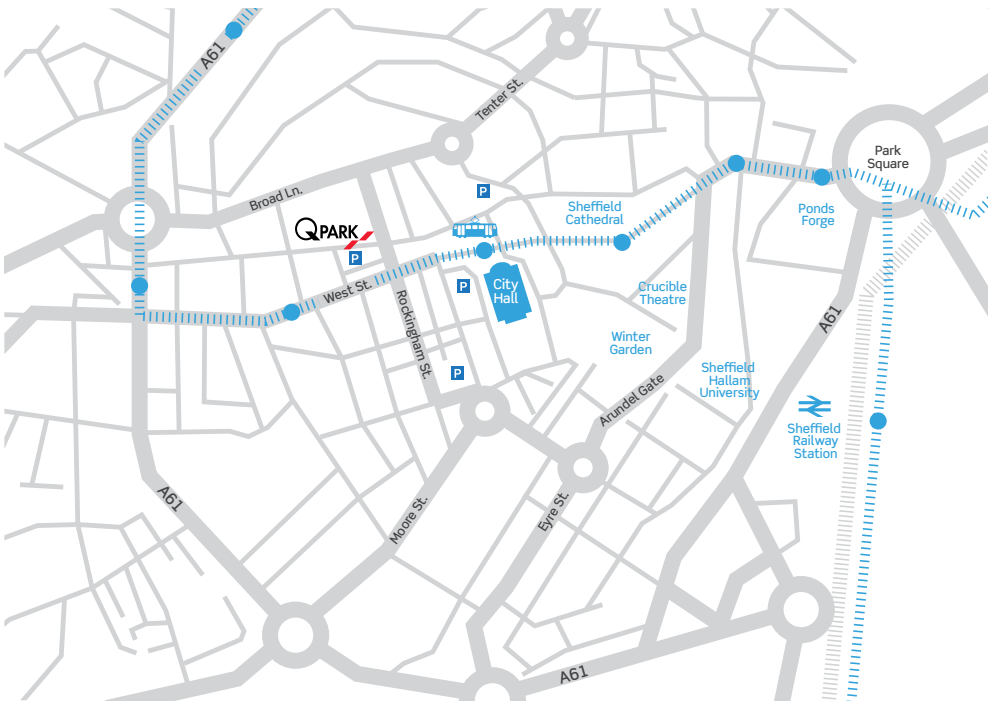 A61
Tenter St.
Park
Square
Broad Ln.
P
Sheffield
Cathedral
Ponds
Forge
QPARK
P
West St.
P
City
Hall
Crucible
Theatre
Rockingham St.
A61
Winter
Garden
P
Sheffield
Hallam
University
Arundel Gate
Sheffield
Railway
Station
A61
Moore St.
Eyre St.
A61